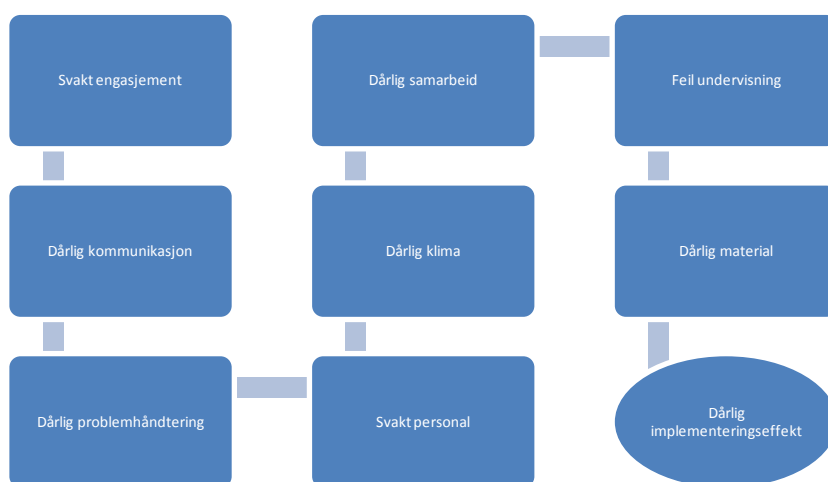 Svakt engasjement
Dårlig samarbeid
Feil undervisning
Dårlig kommunikasjon
Dårlig klima
Dårlig material
Dårlig problemhåndtering
Svakt personal
Dårlig
implementeringseffekt